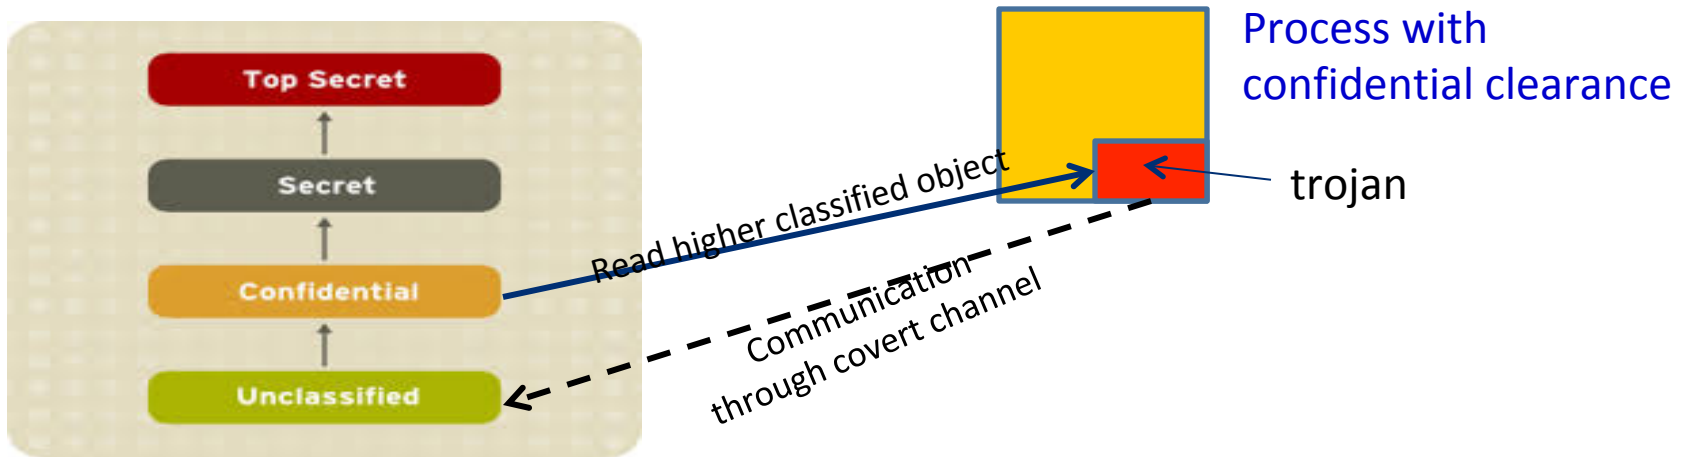 Top Secret
Secret
Confidential
Unclassified
Read higher classified object
Communication
through covert channel
Process with
confidential clearance
trojan